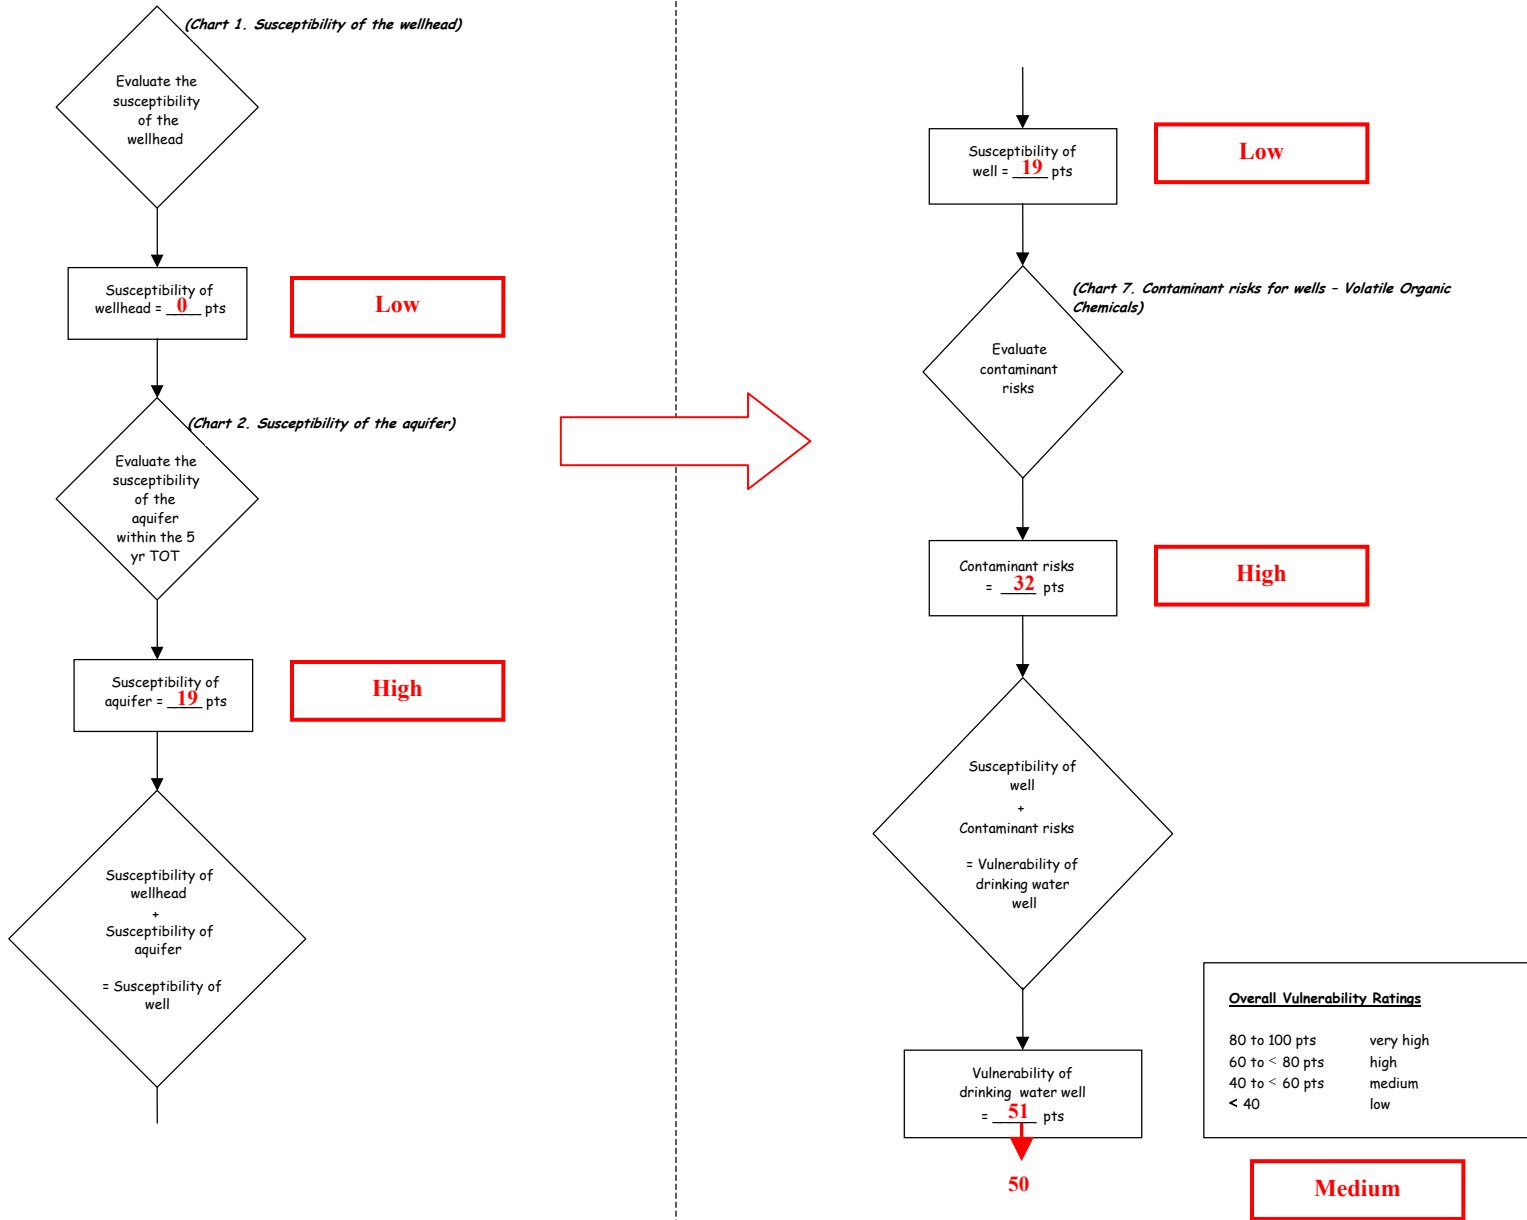 (Chart 1. Susceptibility of the wellhead)
Evaluate the
susceptibility
of the
wellhead
Susceptibility of
wellhead = 0 pts
Low
(Chart 2. Susceptibility of the aquifer)
Evaluate the
susceptibility
of the
aquifer
within the 5
yr TOT
Susceptibility of
aquifer = 19 pts
High
Susceptibility of
wellhead
+
Susceptibility of
aquifer
= Susceptibility of
well
Susceptibility of
well = 19 pts
Low
(Chart 7. Contaminant risks for wells – Volatile Organic
Chemicals)
Evaluate
contaminant
risks
Contaminant risks
= 32 pts
High
Susceptibility of
well
+
Contaminant risks
= Vulnerability of
drinking water
well
Vulnerability of
drinking water well
= 51 pts
50
Overall Vulnerability Ratings
80 to 100 pts very high
60 to < 80 pts high
40 to < 60 pts medium
< 40 low
Medium